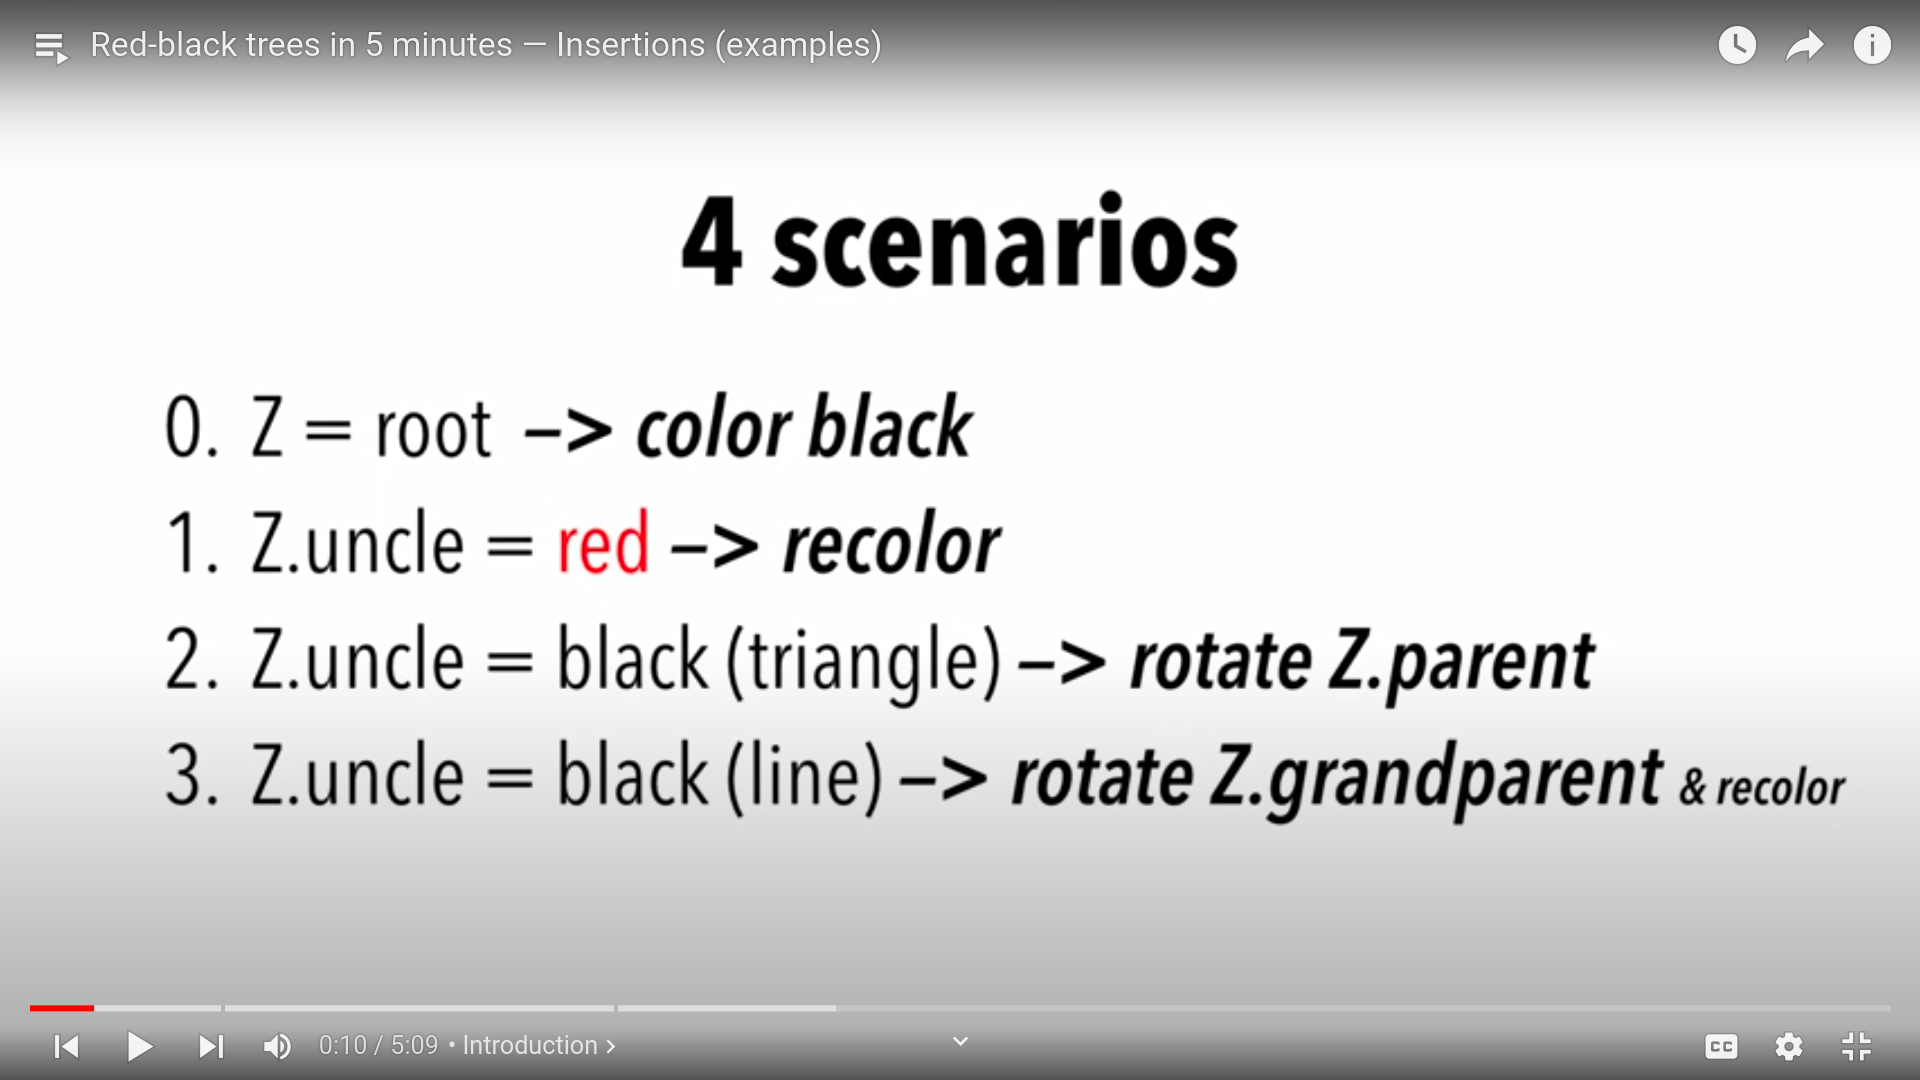 Red-black trees in 5 minutes — Insertions (examples)
4 scenarios
0. Z = root –> color black
1. Z.uncle = red –> recolor
2. Z.uncle = black (triangle) –> rotate Z.parent
3. Z.uncle = black (line) –> rotate Z.grandparent & recolor
0:10 / 5:09 • Introduction
CC